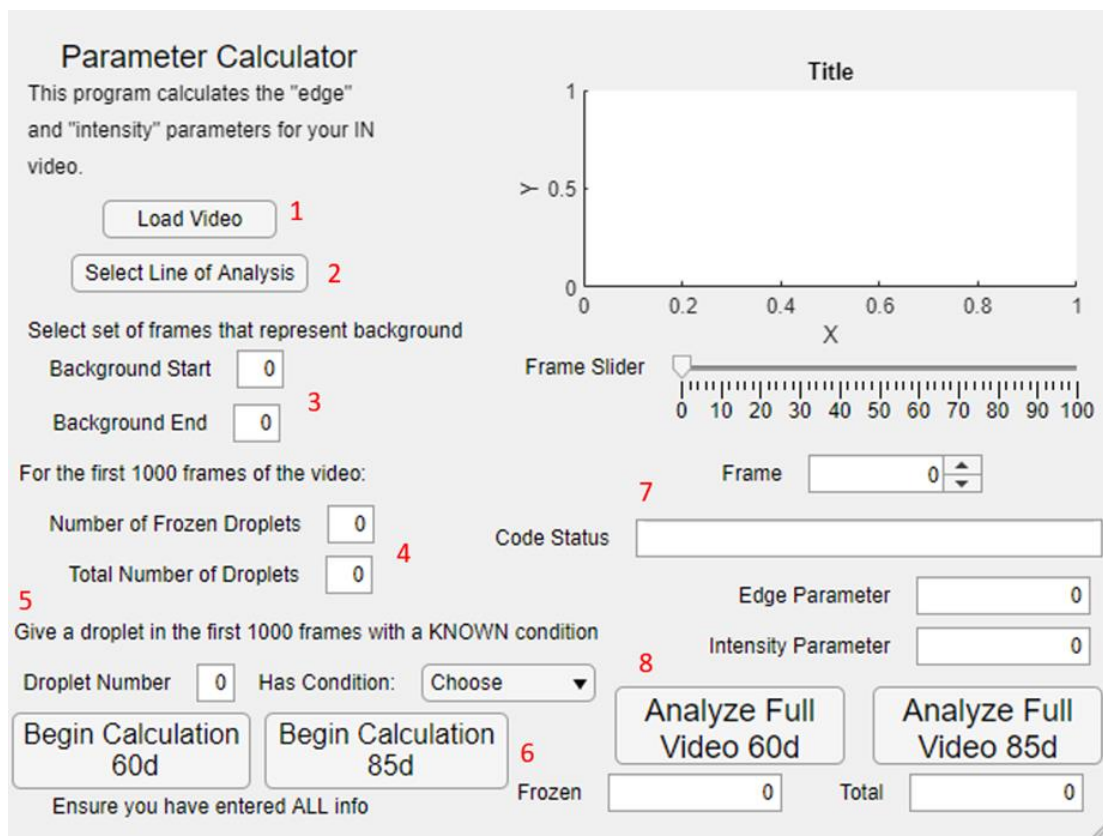 Parameter Calculator
This program calculates the "edge"
and "intensity" parameters for your IN
video.
Load Video 1
Select Line of Analysis 2
Select set of frames that represent background
Background Start 0
3
Background End 0
For the first 1000 frames of the video:
Number of Frozen Droplets 0
4
Total Number of Droplets 0
5
Give a droplet in the first 1000 frames with a KNOWN condition
Droplet Number 0 Has Condition: Choose
Begin Calculation
60d
Begin Calculation
85d
6
Ensure you have entered ALL info
Title
1
Y 0.5
0
0 0.2 0.4 0.6 0.8 1
X
Frame Slider
0 10 20 30 40 50 60 70 80 90 100
Frame 0
7
Code Status
Edge Parameter 0
Intensity Parameter 0
8
Analyze Full
Video 60d
Analyze Full
Video 85d
Frozen 0 Total 0